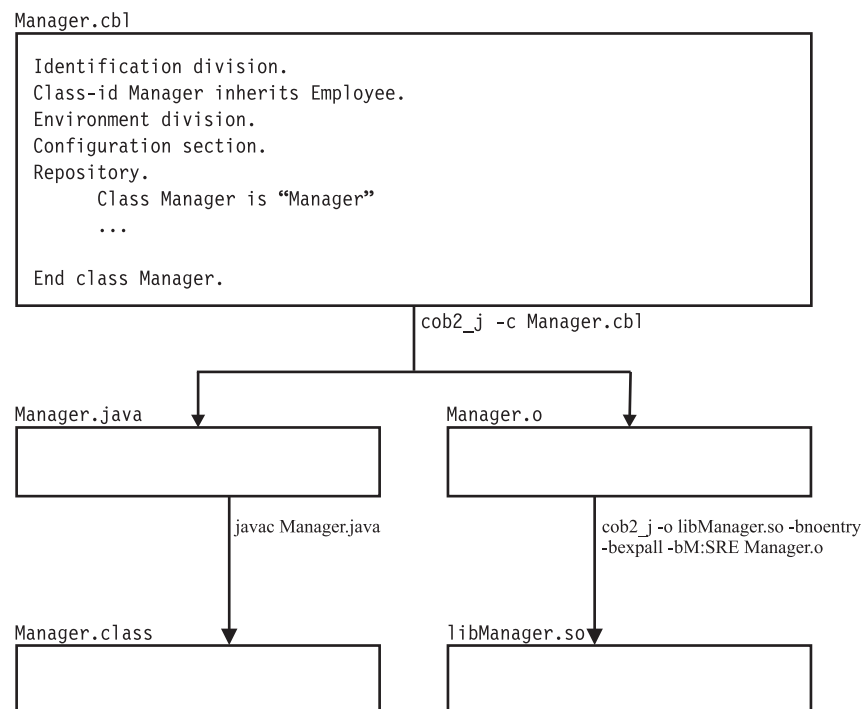 Manager.cbl
Identification division.
Class-id Manager inherits Employee.
Environment division.
Configuration section.
Repository.
Class Manager is “Manager”
...
End class Manager.
cob2_j -c Manager.cbl
Manager.java
Manager.o
javac Manager.java
cob2_j -o libManager.so -bnoentry
-bexpall -bM:SRE Manager.o
Manager.class
libManager.so